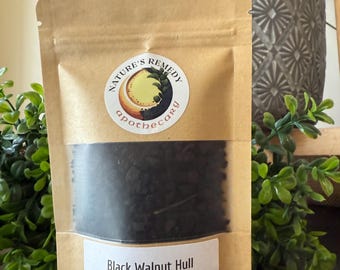 NATURE'S REMEDY
apothecary
Black Walnut Hull